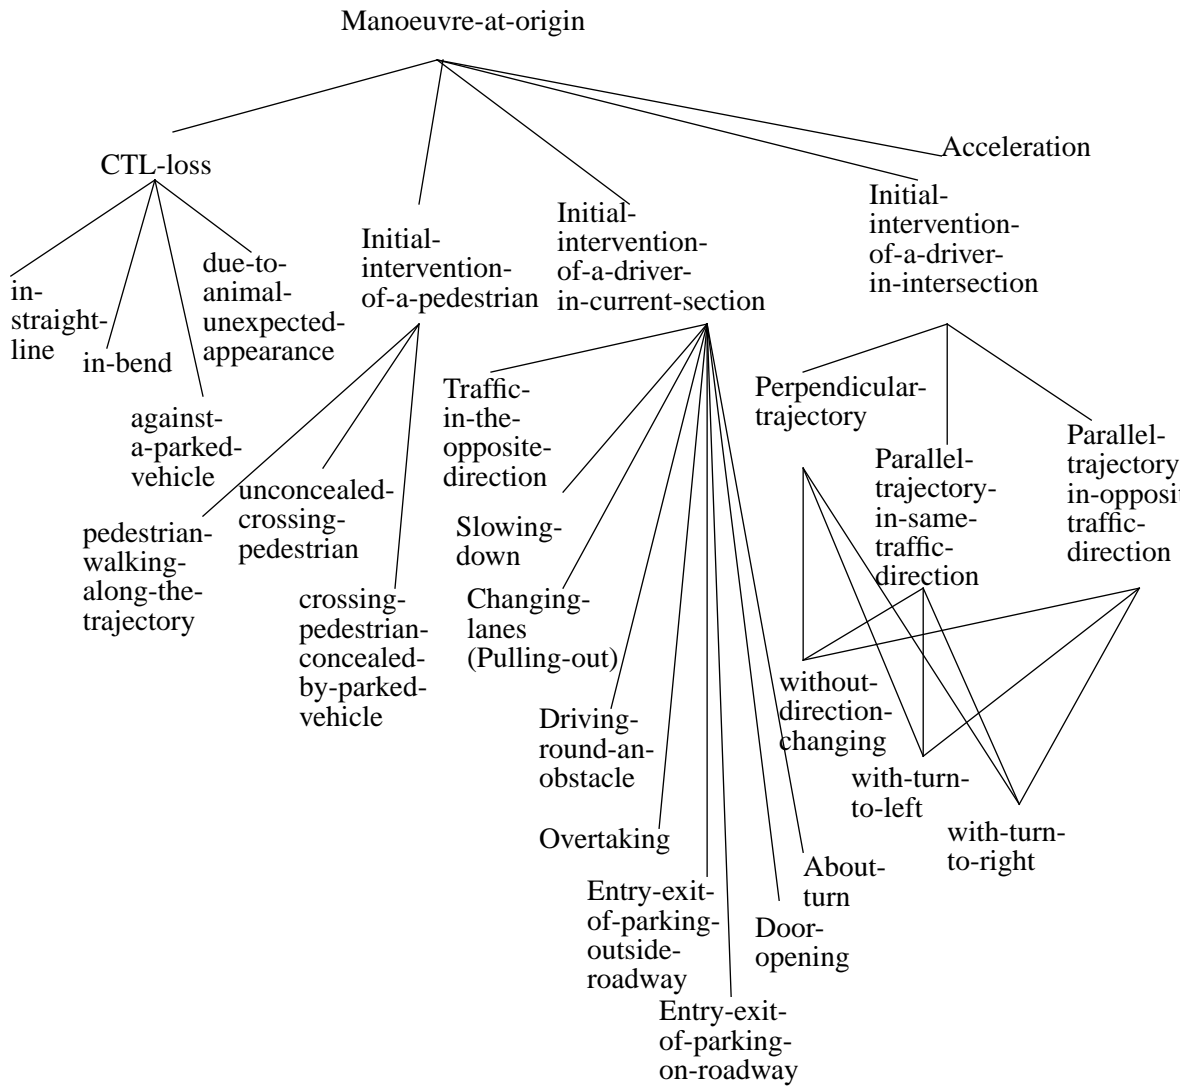 Manoeuvre-at-origin
Acceleration
CTL-loss
Initial-
intervention-
of-a-driver-
in-intersection
Initial-
intervention-
of-a-driver-
in-current-section
Initial-
intervention-
of-a-pedestrian
due-to-
animal-
unexpected-
appearance
in-
straight-
line
in-bend
against-
a-parked-
vehicle
Traffic-
in-the-
opposite-
direction
Perpendicular-
trajectory
Parallel-
trajectory-
in-same-
traffic-
direction
Parallel-
trajectory
in-opposit
traffic-
direction
pedestrian-
walking-
along-the-
trajectory
unconcealed-
crossing-
pedestrian
crossing-
pedestrian-
concealed-
by-parked-
vehicle
Slowing-
down
Changing-
lanes
(Pulling-out)
Driving-
round-an-
obstacle
Overtaking
Entry-exit-
of-parking-
outside-
roadway
Entry-exit-
of-parking-
on-roadway
Door-
opening
About-
turn
without-
direction-
changing
with-turn-
to-left
with-turn-
to-right